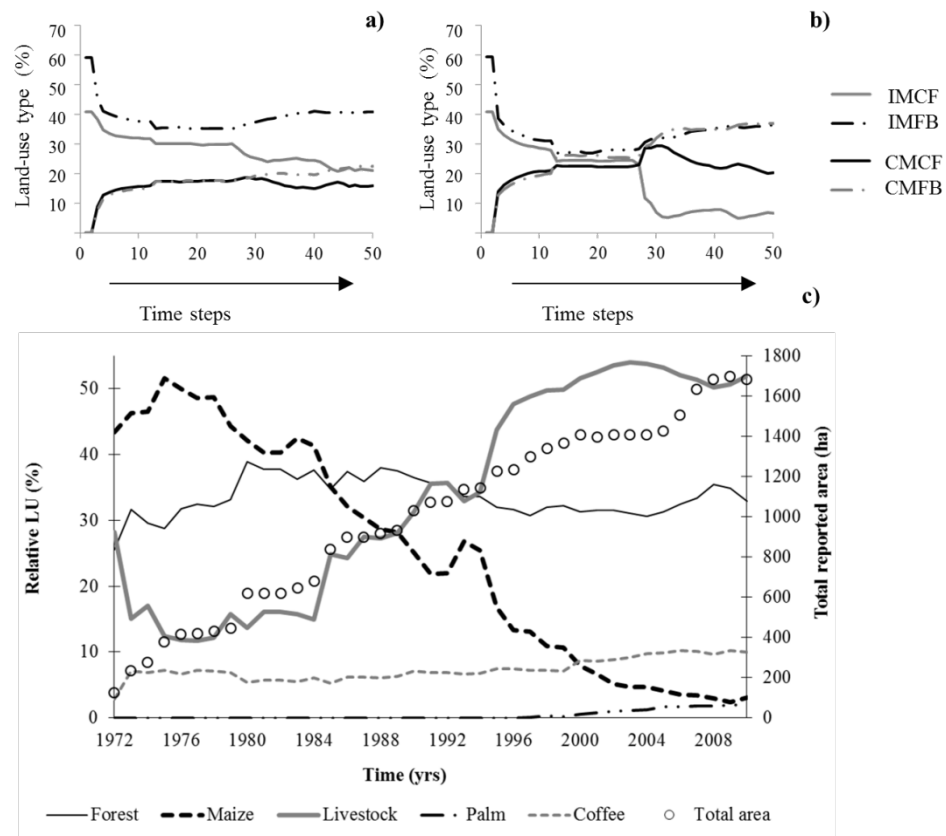 a)
b)
Land-use type (%)
70
60
50
40
30
20
10
0 10 20 30 40 50
Time steps
Land-use type (%)
70
60
50
40
30
20
10
0 10 20 30 40 50
Time steps
IMCF
IMFB
CMCF
CMFB
c)
Relative LU (%)
50
40
30
20
10
0
Total reported area (ha)
1800
1600
1400
1200
1000
800
600
400
200
0
1972 1976 1980 1984 1988 1992 1996 2000 2004 2008
Time (yrs)
Forest Maize Livestock Palm Coffee Total area